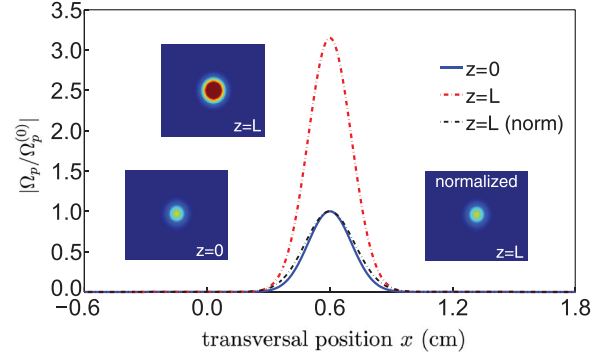 3.5
3.0
2.5
2.0
1.5
1.0
0.5
0.0
|Ω_p/Ω_p^{(0)}|
z=L
z=0
z=0
z=L
z=L (norm)
normalized
z=L
−0.6 0.0 0.6 1.2 1.8
transversal position x (cm)